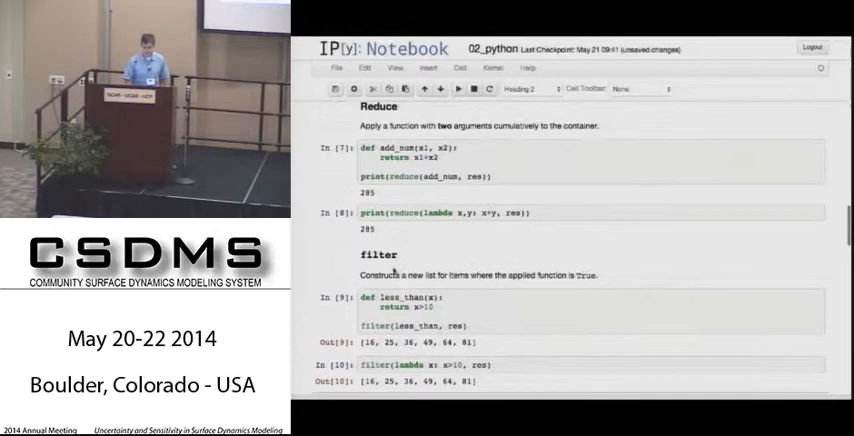 NCAR-UCAR-UCP
CSDMS
COMMUNITY SURFACE DYNAMICS MODELING SYSTEM
May 20-22 2014
Boulder, Colorado - USA
2014 Annual Meeting Uncertainty and Sensitivity in Surface Dynamics Modeling
IP[y]: Notebook 02_python Last Checkpoint: May 21 09:41 (unsaved changes) Logout
File Edit View Insert Cell Kernel Help
Heading 2 Cell Toolbar: None
Reduce
Apply a function with two arguments cumulatively to the container.
In [7]: def add_num(x1, x2):
return x1+x2
print(reduce(add_num, res))
285
In [8]: print(reduce(lambda x,y: x+y, res))
285
filter
Constructs a new list for items where the applied function is True.
In [9]: def less_than(x):
return x>10
filter(less_than, res)
Out[9]: [16, 25, 36, 49, 64, 81]
In [10]: filter(lambda x: x>10, res)
Out[10]: [16, 25, 36, 49, 64, 81]